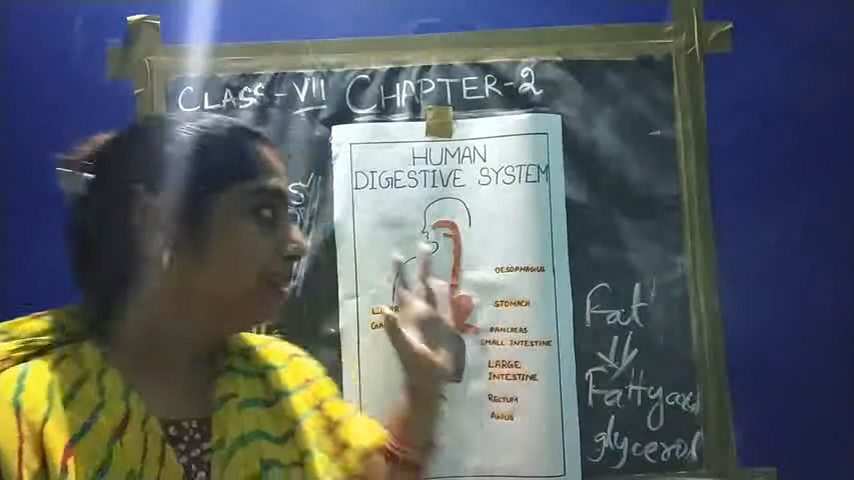 CLASS-VII CHAPTER-2
HUMAN
DIGESTIVE SYSTEM
OESOPHAGUS
STOMACH
PANCREAS
SMALL INTESTINE
LARGE
INTESTINE
RECTUM
ANUS
Fat
Fatty acid
glycerol